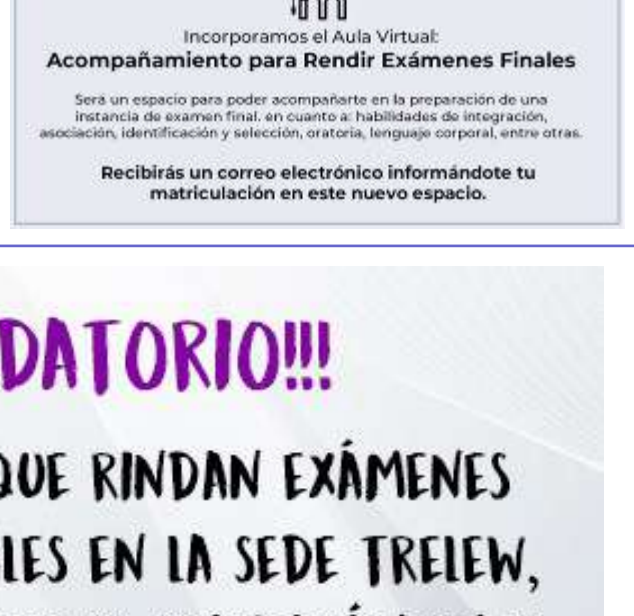 Incorporamos el Aula Virtual:
Acompañamiento para Rendir Exámenes Finales
Será un espacio para poder acompañarte en la preparación de una
instancia de examen final. en cuanto a: habilidades de integración,
asociación, identificación y selección, oratoria, lenguaje corporal, entre otras.
Recibirás un correo electrónico informándote tu
matriculación en este nuevo espacio.
DATORIO!!!
QUE RINDAN EXÁMENES
LES EN LA SEDE TRELEW,